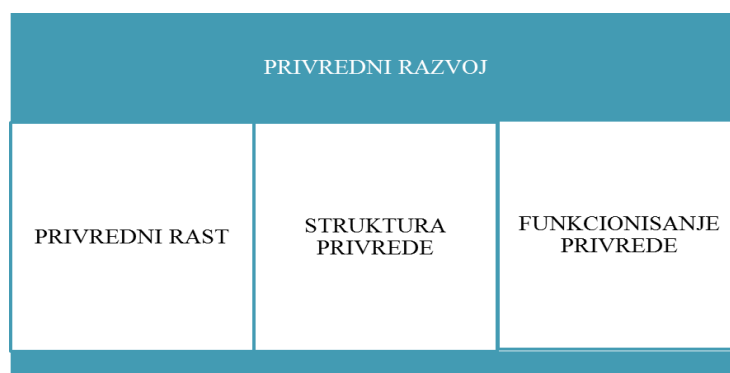 PRIVREDNI RAZVOJ
PRIVREDNI RAST
STRUKTURA
PRIVREDE
FUNKCIONISANJE
PRIVREDE